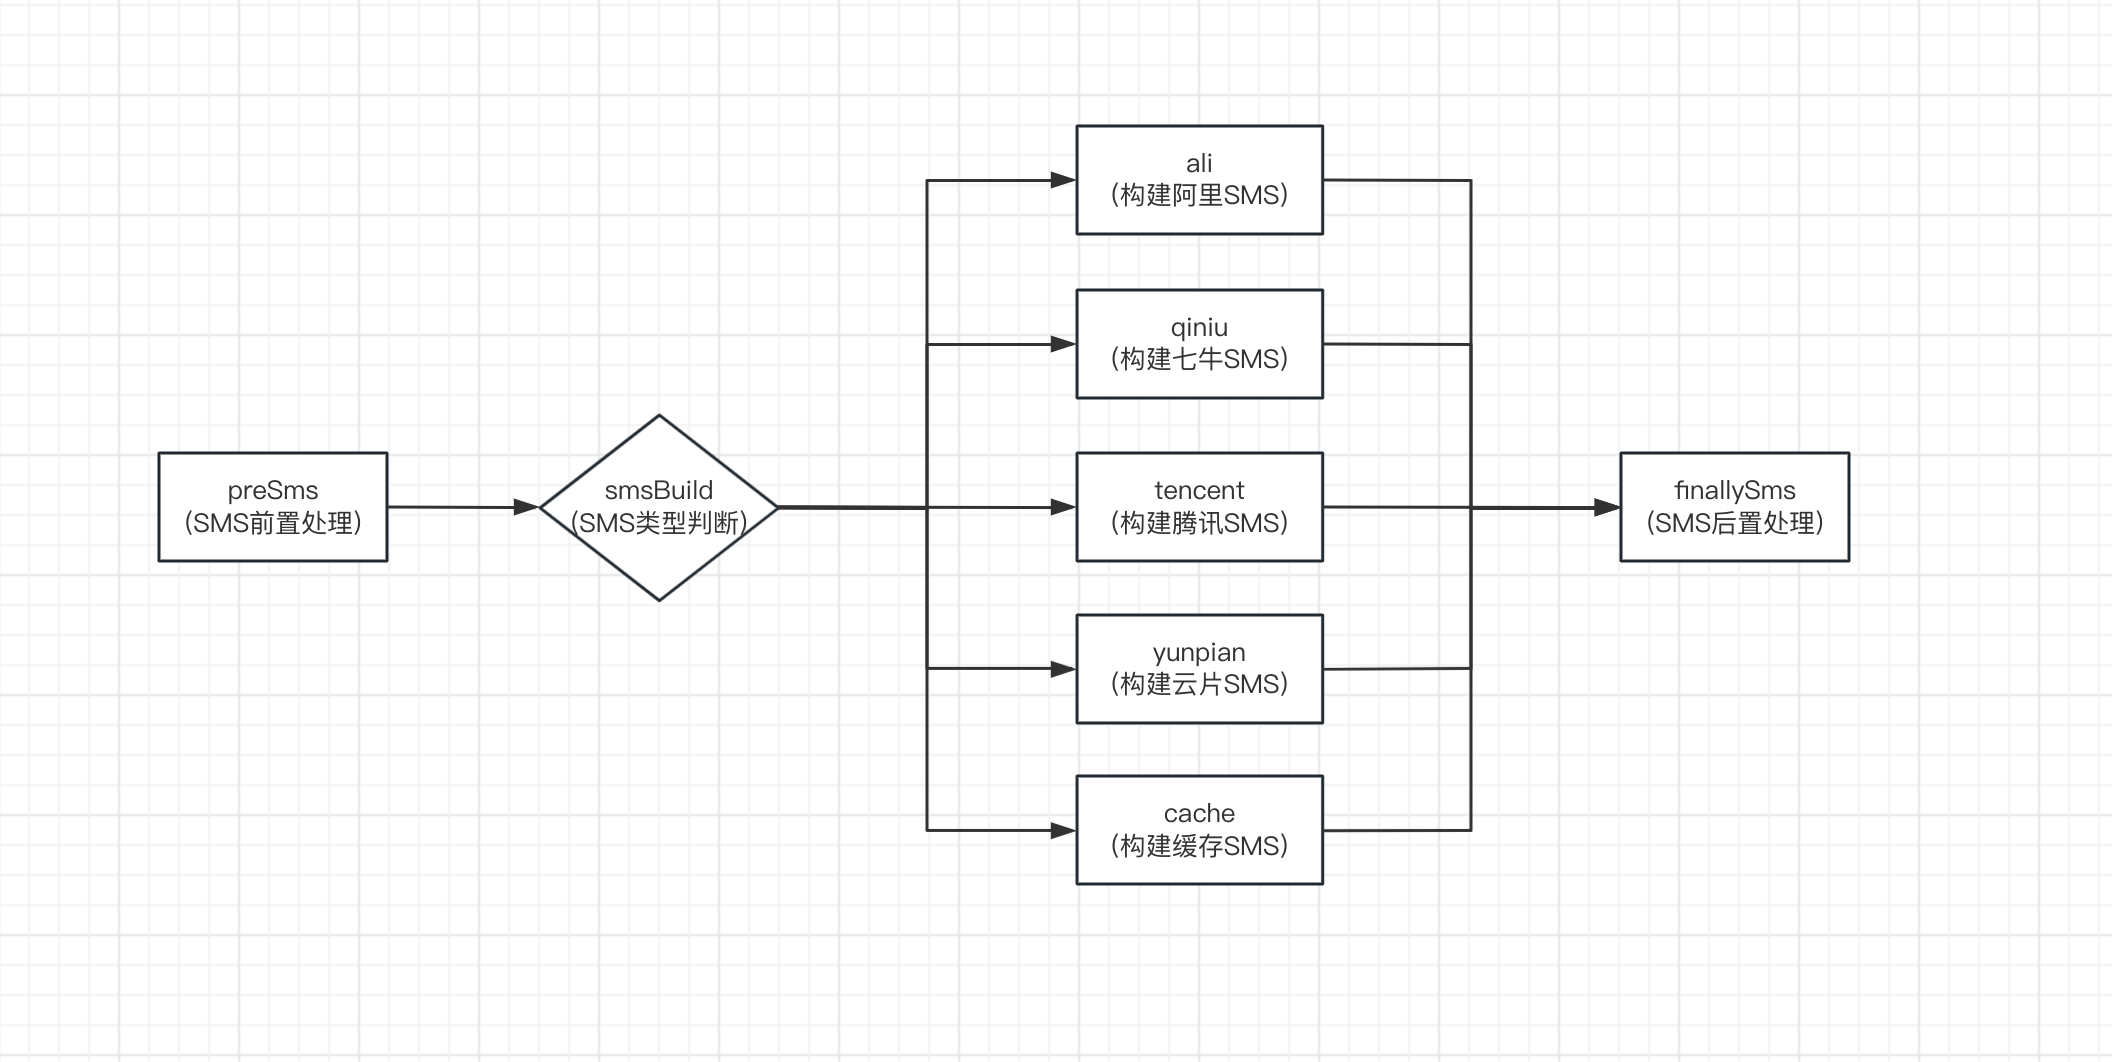 preSms
(SMS前置处理)
smsBuild
(SMS类型判断)
ali
(构建阿里SMS)
qiniu
(构建七牛SMS)
tencent
(构建腾讯SMS)
yunpian
(构建云片SMS)
cache
(构建缓存SMS)
finallySms
(SMS后置处理)